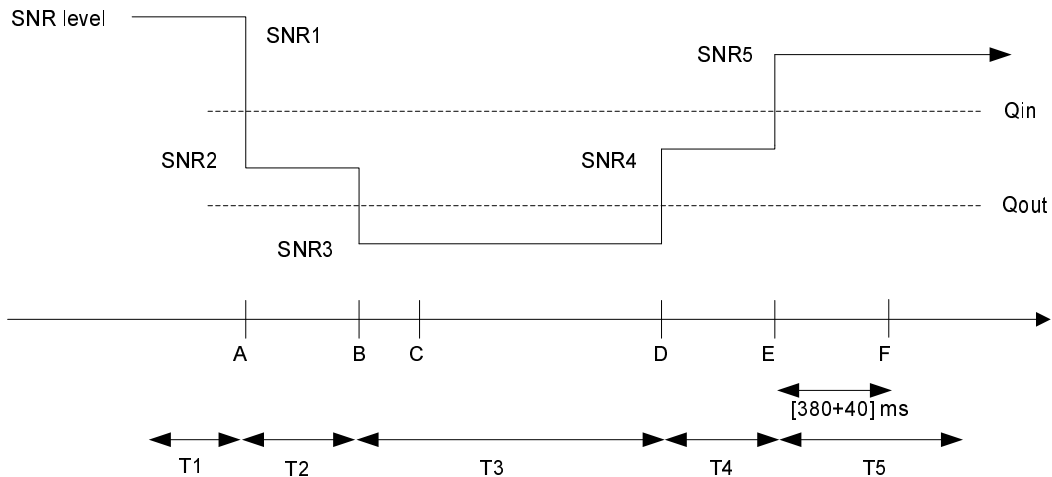 SNR level
SNR1
SNR5
Qin
SNR2
SNR4
Qout
SNR3
A
B
C
D
E
F
[380+40] ms
T1
T2
T3
T4
T5